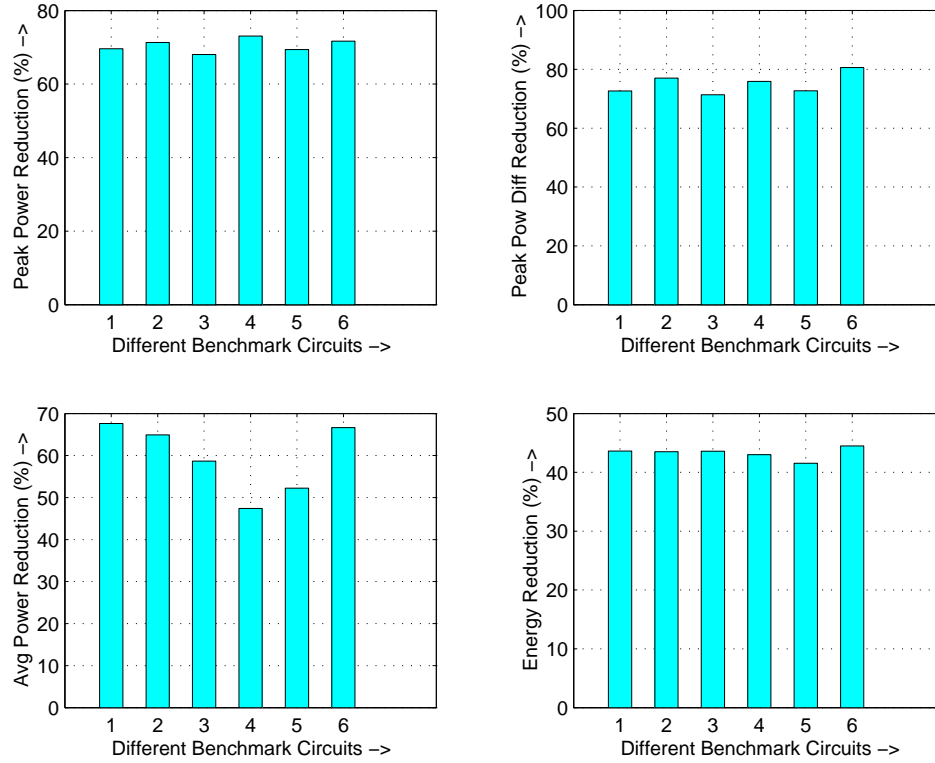 80
60
40
20
0
Peak Power Reduction (%) −>
1 2 3 4 5 6
Different Benchmark Circuits −>
100
80
60
40
20
0
Peak Pow Diff Reduction (%) −>
1 2 3 4 5 6
Different Benchmark Circuits −>
70
60
50
40
30
20
10
0
Avg Power Reduction (%) −>
1 2 3 4 5 6
Different Benchmark Circuits −>
50
40
30
20
10
0
Energy Reduction (%) −>
1 2 3 4 5 6
Different Benchmark Circuits −>